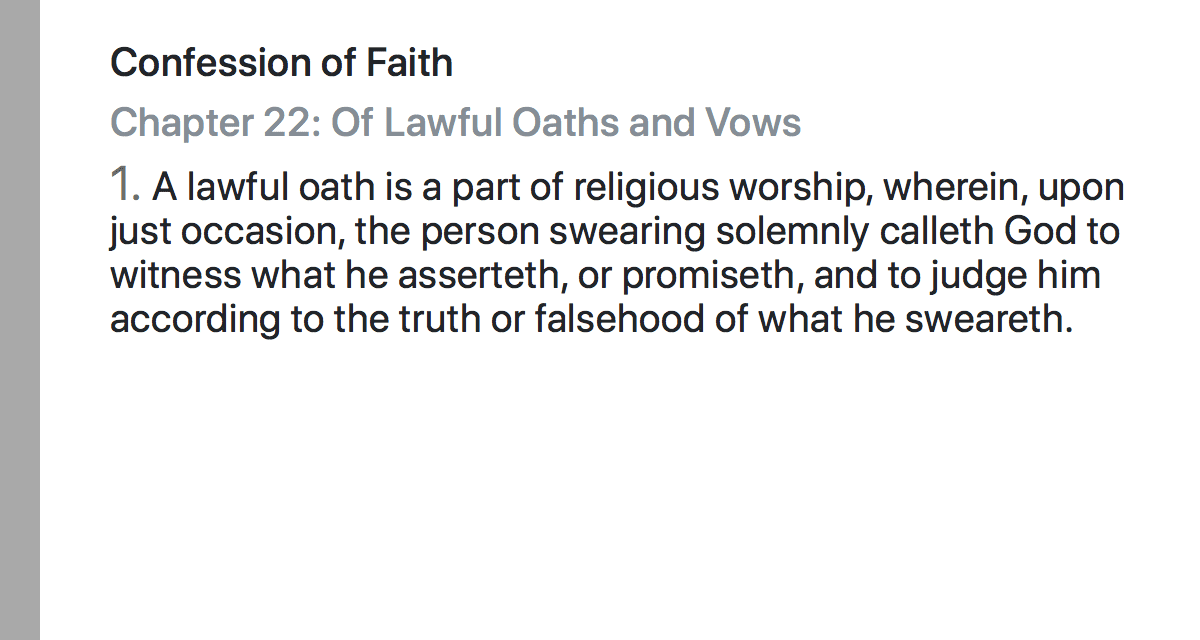 Confession of Faith
Chapter 22: Of Lawful Oaths and Vows
1. A lawful oath is a part of religious worship, wherein, upon
just occasion, the person swearing solemnly calleth God to
witness what he asserteth, or promiseth, and to judge him
according to the truth or falsehood of what he sweareth.